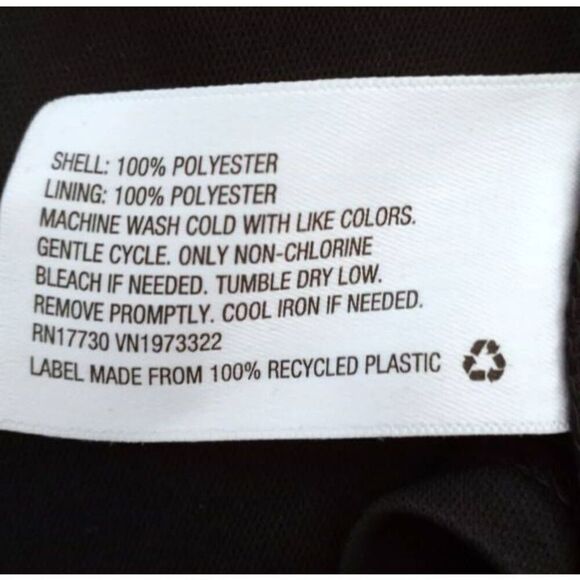 SHELL: 100% POLYESTER
LINING: 100% POLYESTER
MACHINE WASH COLD WITH LIKE COLORS.
GENTLE CYCLE. ONLY NON-CHLORINE
BLEACH IF NEEDED. TUMBLE DRY LOW.
REMOVE PROMPTLY. COOL IRON IF NEEDED.
RN17730 VN1973322
LABEL MADE FROM 100% RECYCLED PLASTIC